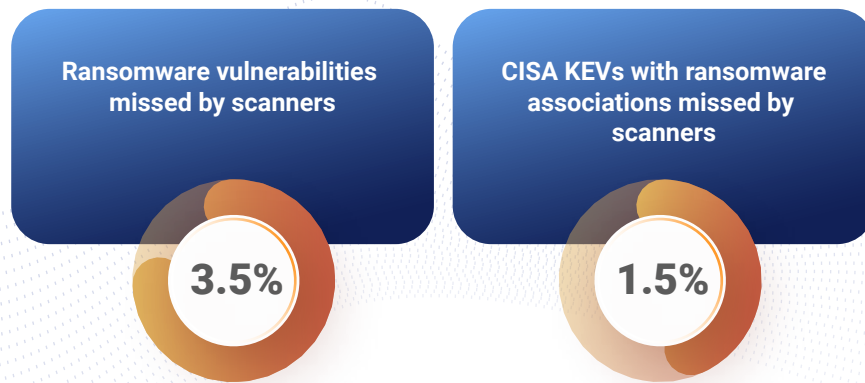 Ransomware vulnerabilities
missed by scanners
3.5%
CISA KEVs with ransomware
associations missed by
scanners
1.5%